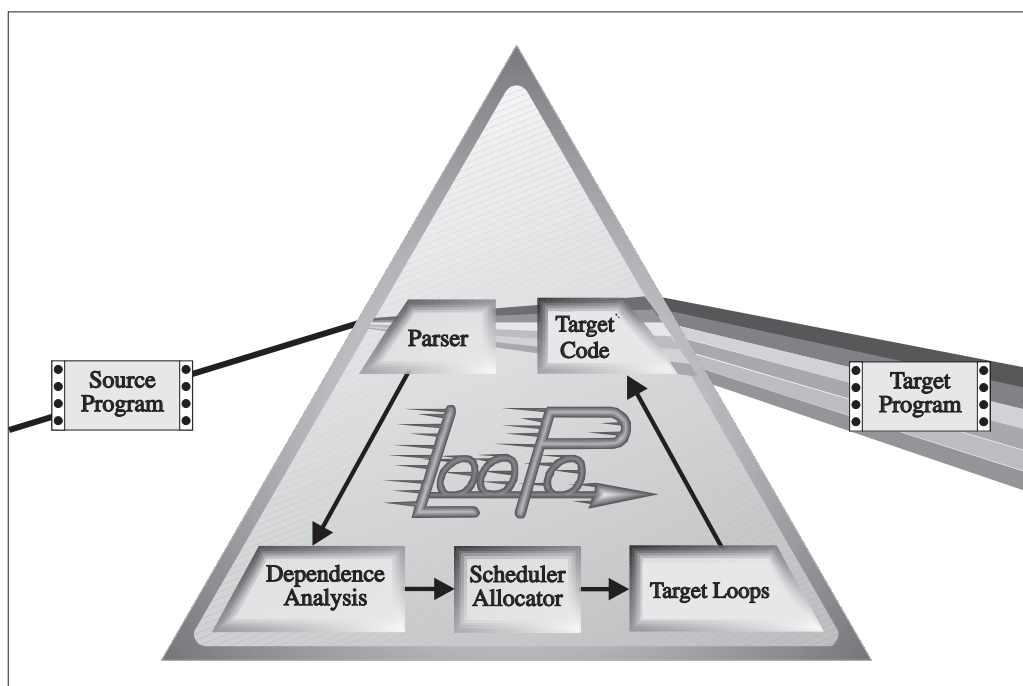 Source
Program
Parser
Target
Code
Target
Program
LooPo
Dependence
Analysis
Scheduler
Allocator
Target Loops